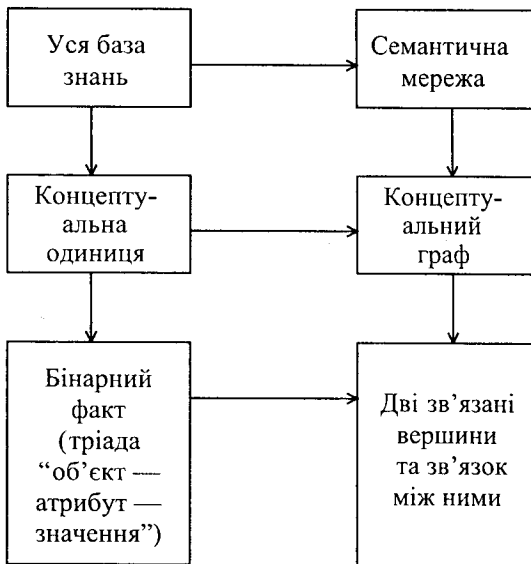 Уся база
знань
Семантична
мережа
Концепту-
альна
одиниця
Концепту-
альний
граф
Бінарний
факт
(тріада
“об’єкт —
атрибут —
значення”)
Дві зв’язані
вершини
та зв’язок
між ними